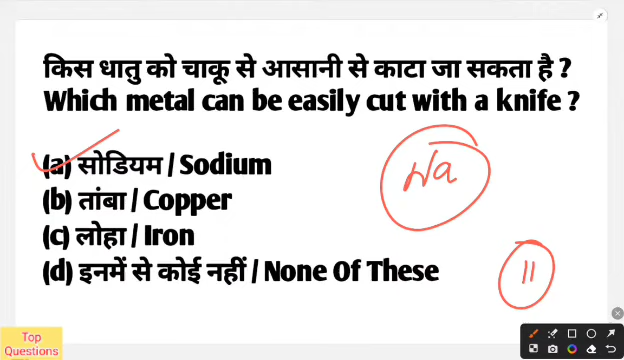 किस धातु को चाकू से आसानी से काटा जा सकता है ?
Which metal can be easily cut with a knife ?
(a) सोडियम / Sodium
(b) तांबा / Copper
(c) लोहा / Iron
(d) इनमें से कोई नहीं / None Of These
Na
11
Top
Questions